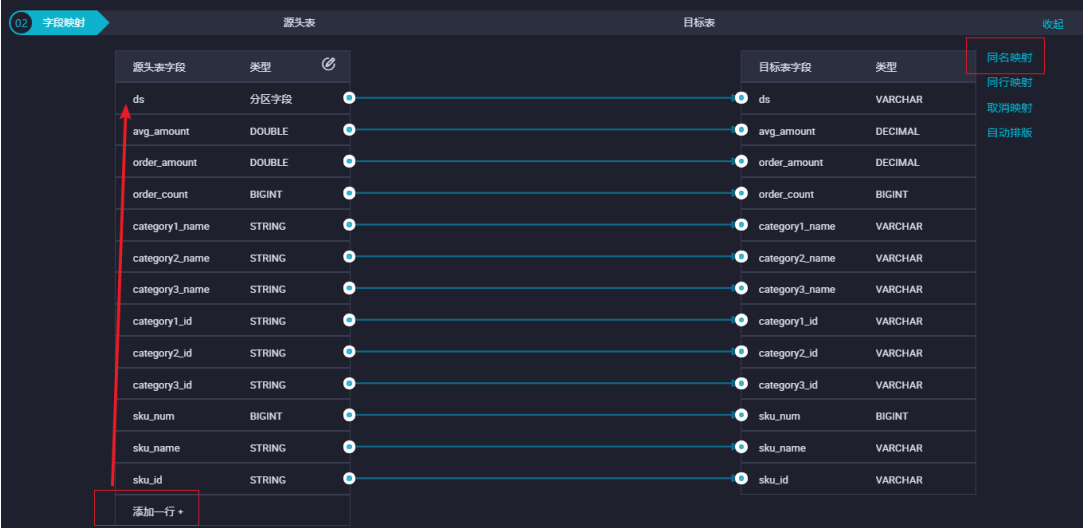 02 字段映射 源头表 目标表 收起
源头表字段 类型 目标表字段 类型 同名映射
同行映射
ds 分区字段 ds VARCHAR 取消映射
avg_amount DOUBLE avg_amount DECIMAL 自动排版
order_amount DOUBLE order_amount DECIMAL
order_count BIGINT order_count BIGINT
category1_name STRING category1_name VARCHAR
category2_name STRING category2_name VARCHAR
category3_name STRING category3_name VARCHAR
category1_id STRING category1_id VARCHAR
category2_id STRING category2_id VARCHAR
category3_id STRING category3_id VARCHAR
sku_num BIGINT sku_num BIGINT
sku_name STRING sku_name VARCHAR
sku_id STRING sku_id VARCHAR
添加一行 +